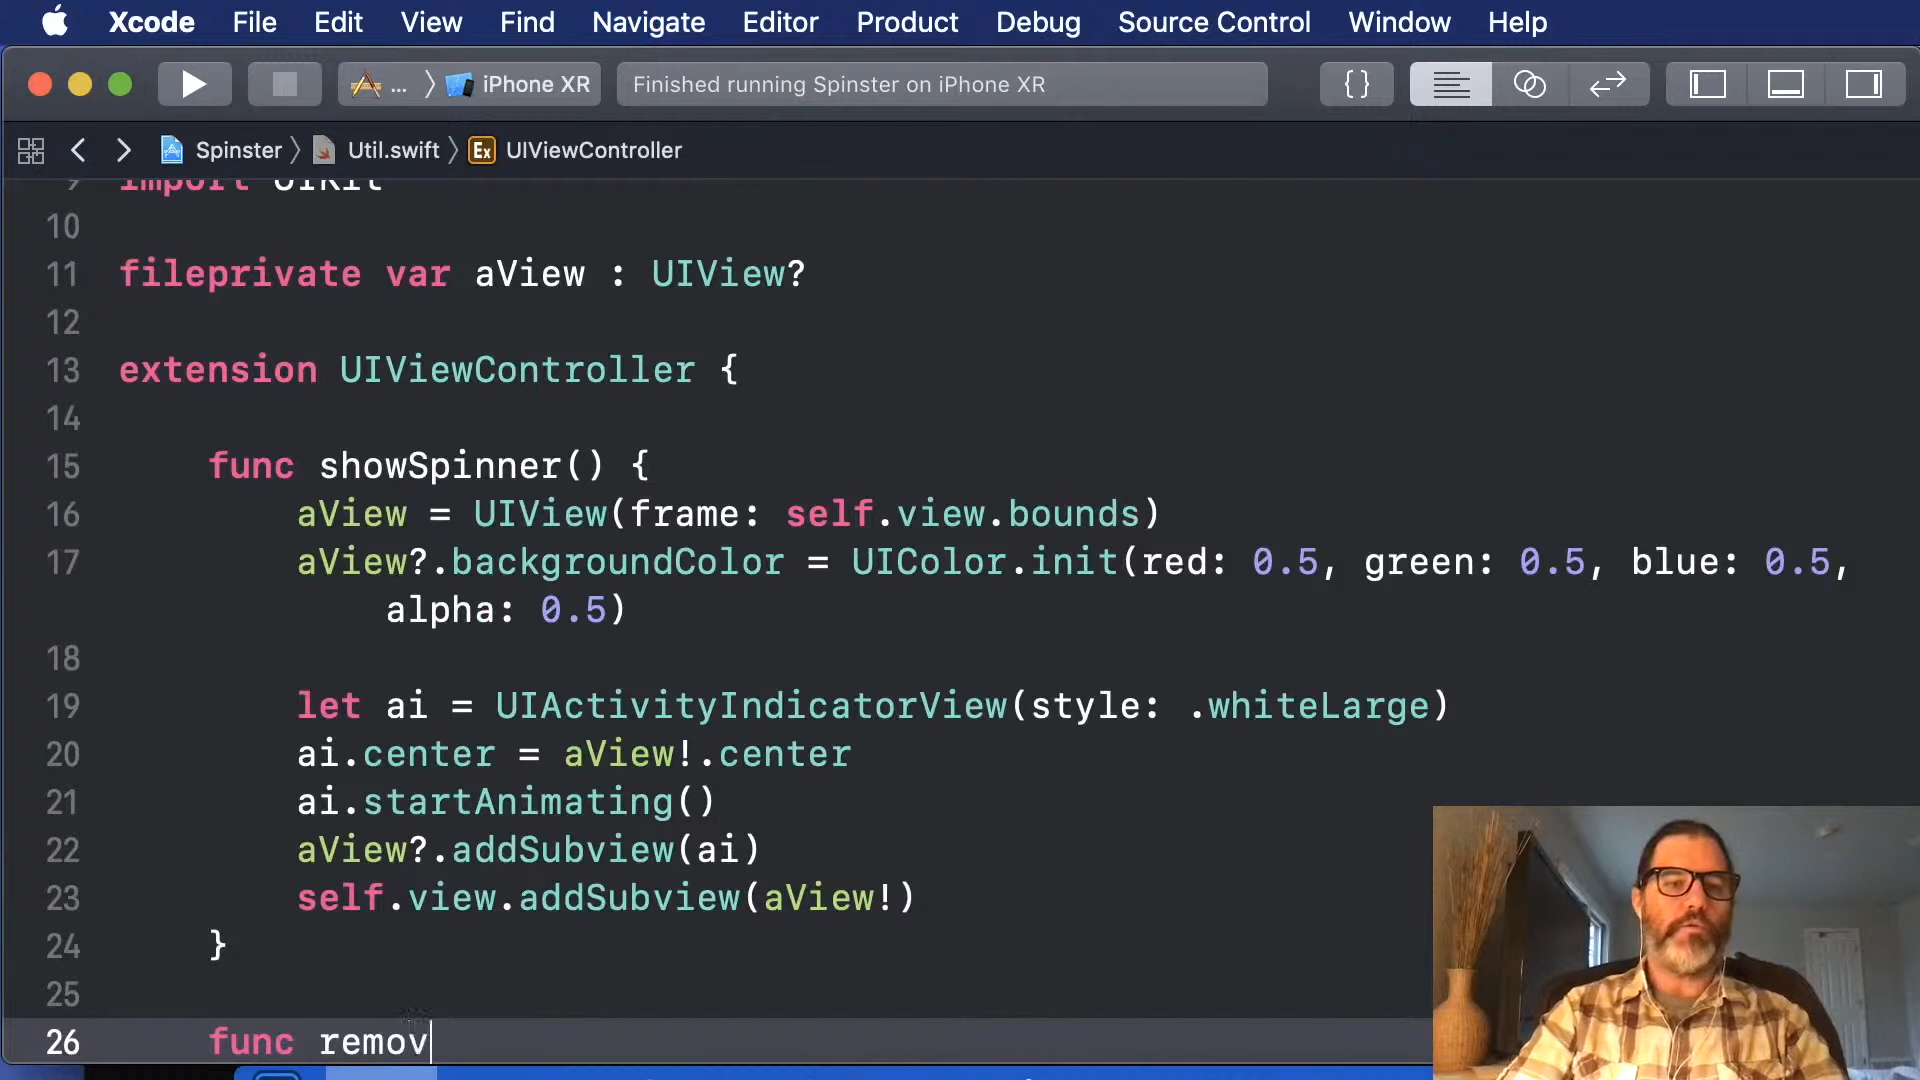 Xcode File Edit View Find Navigate Editor Product Debug Source Control Window Help
... iPhone XR Finished running Spinster on iPhone XR {}
Spinster Util.swift Ex UIViewController
9 import UIKit
10
11 fileprivate var aView : UIView?
12
13 extension UIViewController {
14
15 func showSpinner() {
16 aView = UIView(frame: self.view.bounds)
17 aView?.backgroundColor = UIColor.init(red: 0.5, green: 0.5, blue: 0.5,
alpha: 0.5)
18
19 let ai = UIActivityIndicatorView(style: .whiteLarge)
20 ai.center = aView!.center
21 ai.startAnimating()
22 aView?.addSubview(ai)
23 self.view.addSubview(aView!)
24 }
25
26 func remov